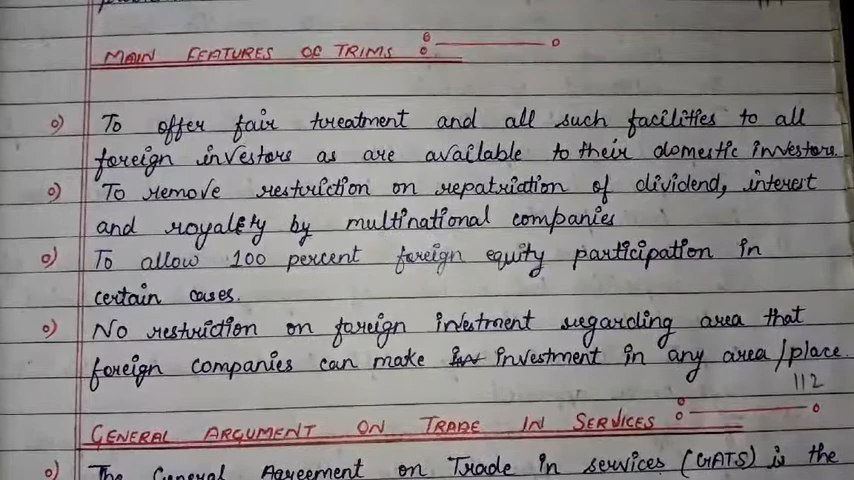 MAIN FEATURES OF TRIMS
o) To offer fair treatment and all such facilities to all
foreign investors as are available to their domestic investors.
o) To remove restriction on repatriation of dividend, interest
and royalety by multinational companies
o) To allow 100 percent foreign equity participation in
certain cases.
o) No restriction on foreign investment regarding area that
foreign companies can make investment in any area/place.
112
GENERAL ARGUMENT ON TRADE IN SERVICES
o) The General Agreement on Trade in services (GATS) is the